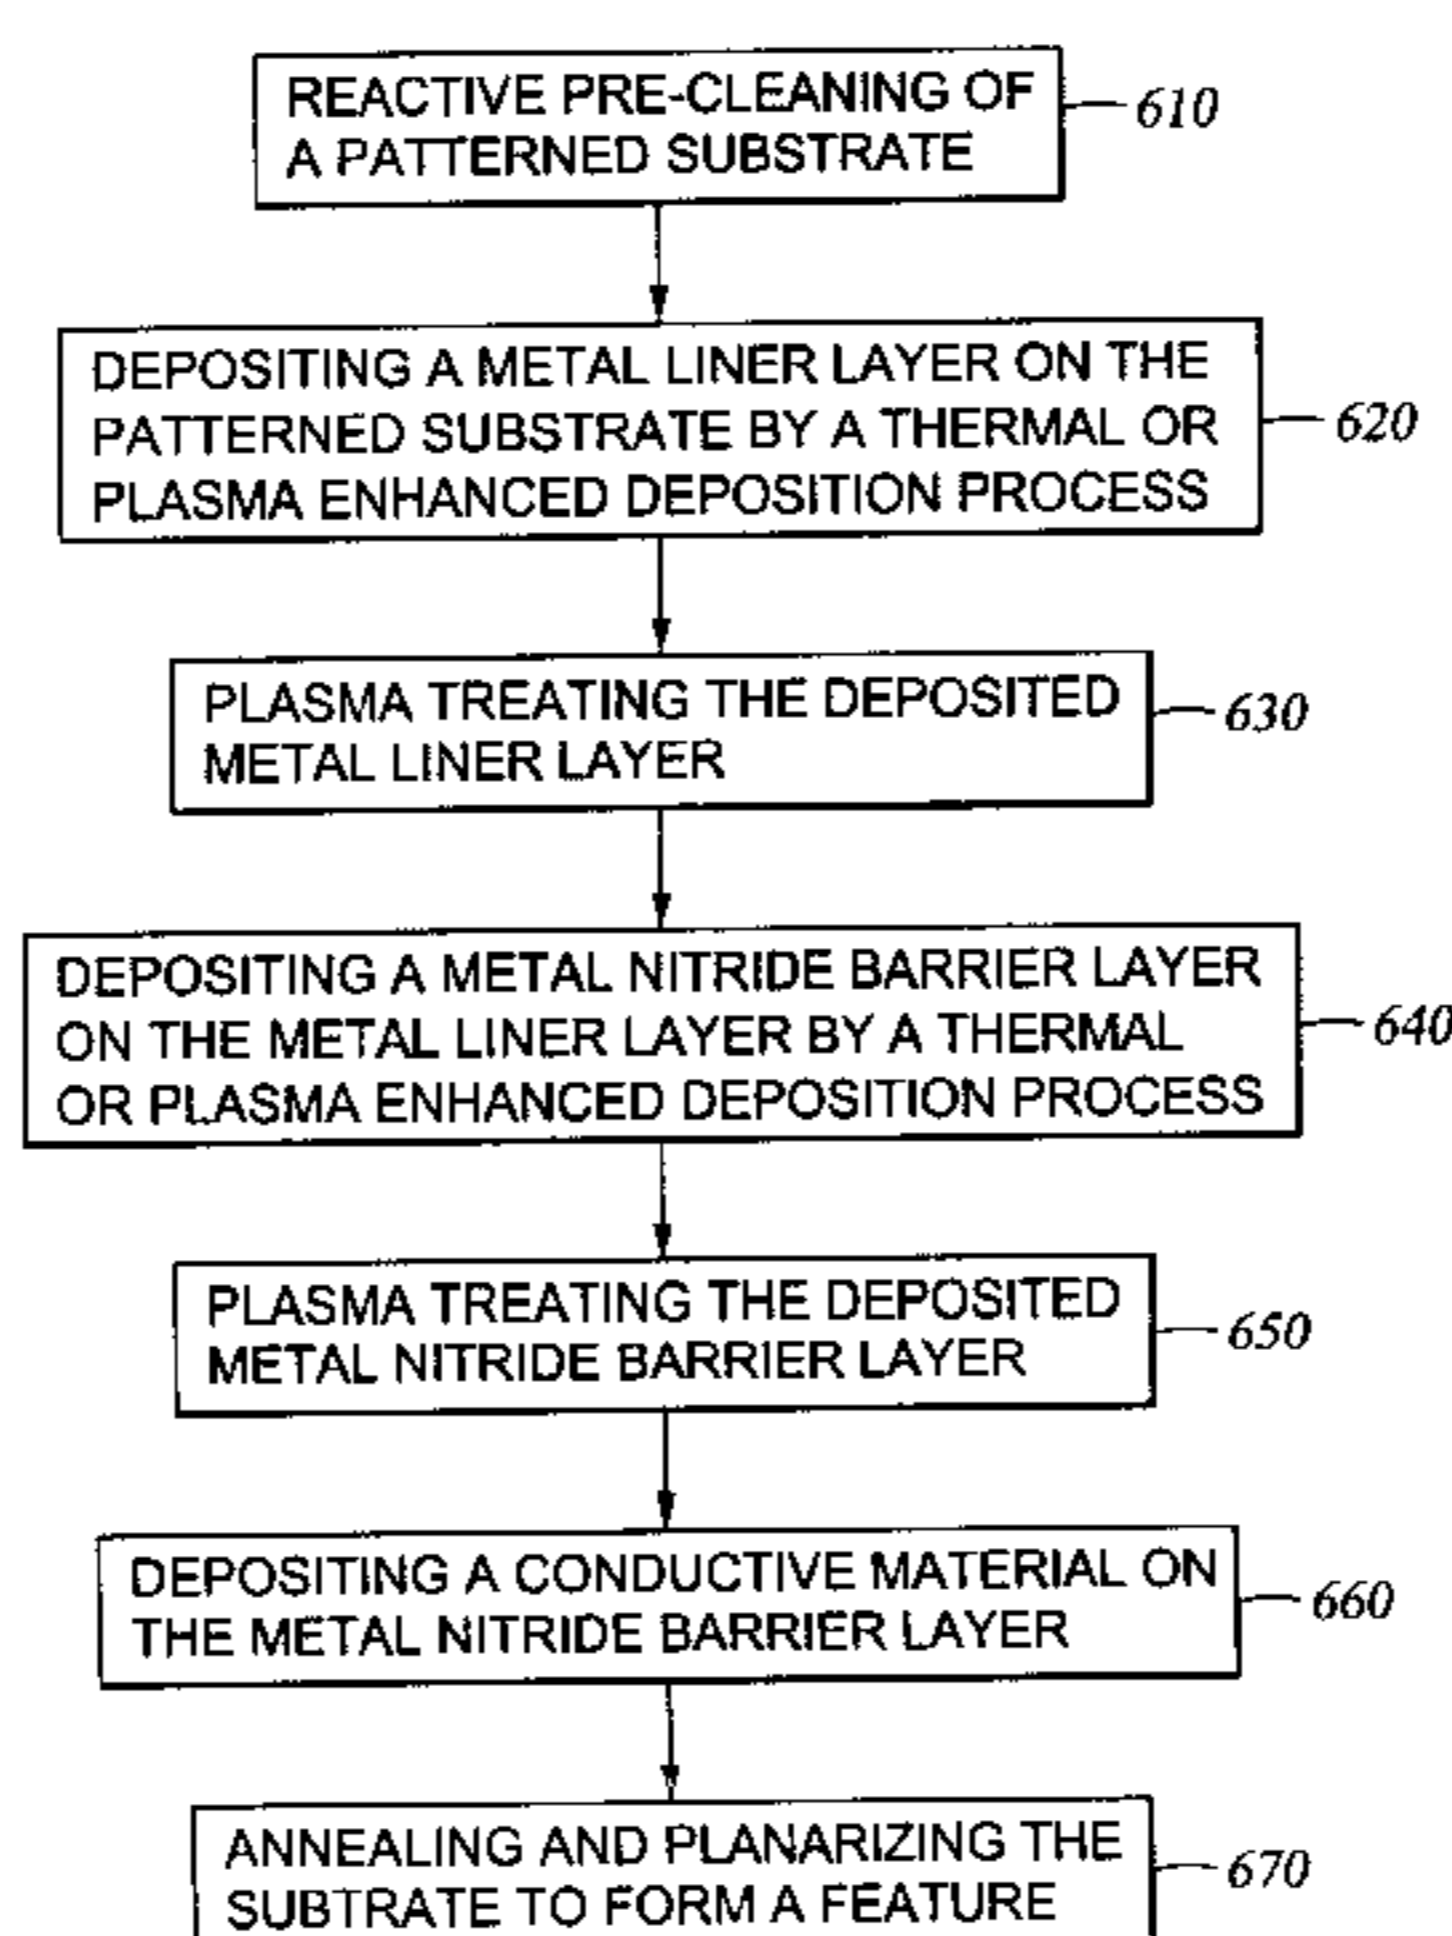 REACTIVE PRE-CLEANING OF
A PATTERNED SUBSTRATE
610
DEPOSITING A METAL LINER LAYER ON THE
PATTERNED SUBSTRATE BY A THERMAL OR
PLASMA ENHANCED DEPOSITION PROCESS
620
PLASMA TREATING THE DEPOSITED
METAL LINER LAYER
630
DEPOSITING A METAL NITRIDE BARRIER LAYER
ON THE METAL LINER LAYER BY A THERMAL
OR PLASMA ENHANCED DEPOSITION PROCESS
640
PLASMA TREATING THE DEPOSITED
METAL NITRIDE BARRIER LAYER
650
DEPOSITING A CONDUCTIVE MATERIAL ON
THE METAL NITRIDE BARRIER LAYER
660
ANNEALING AND PLANARIZING THE
SUBTRATE TO FORM A FEATURE
670